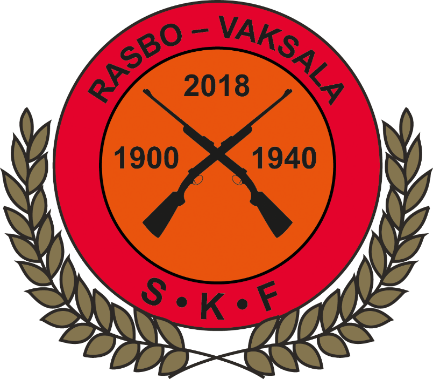 RASBO – VAKSALA
2018
1900 1940
S • K • F